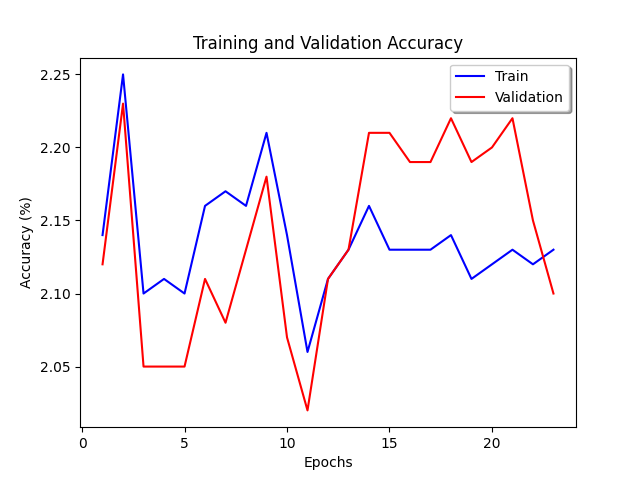 Training and Validation Accuracy
Train
Validation
2.25
2.20
2.15
2.10
2.05
Accuracy (%)
0
5
10
15
20
Epochs